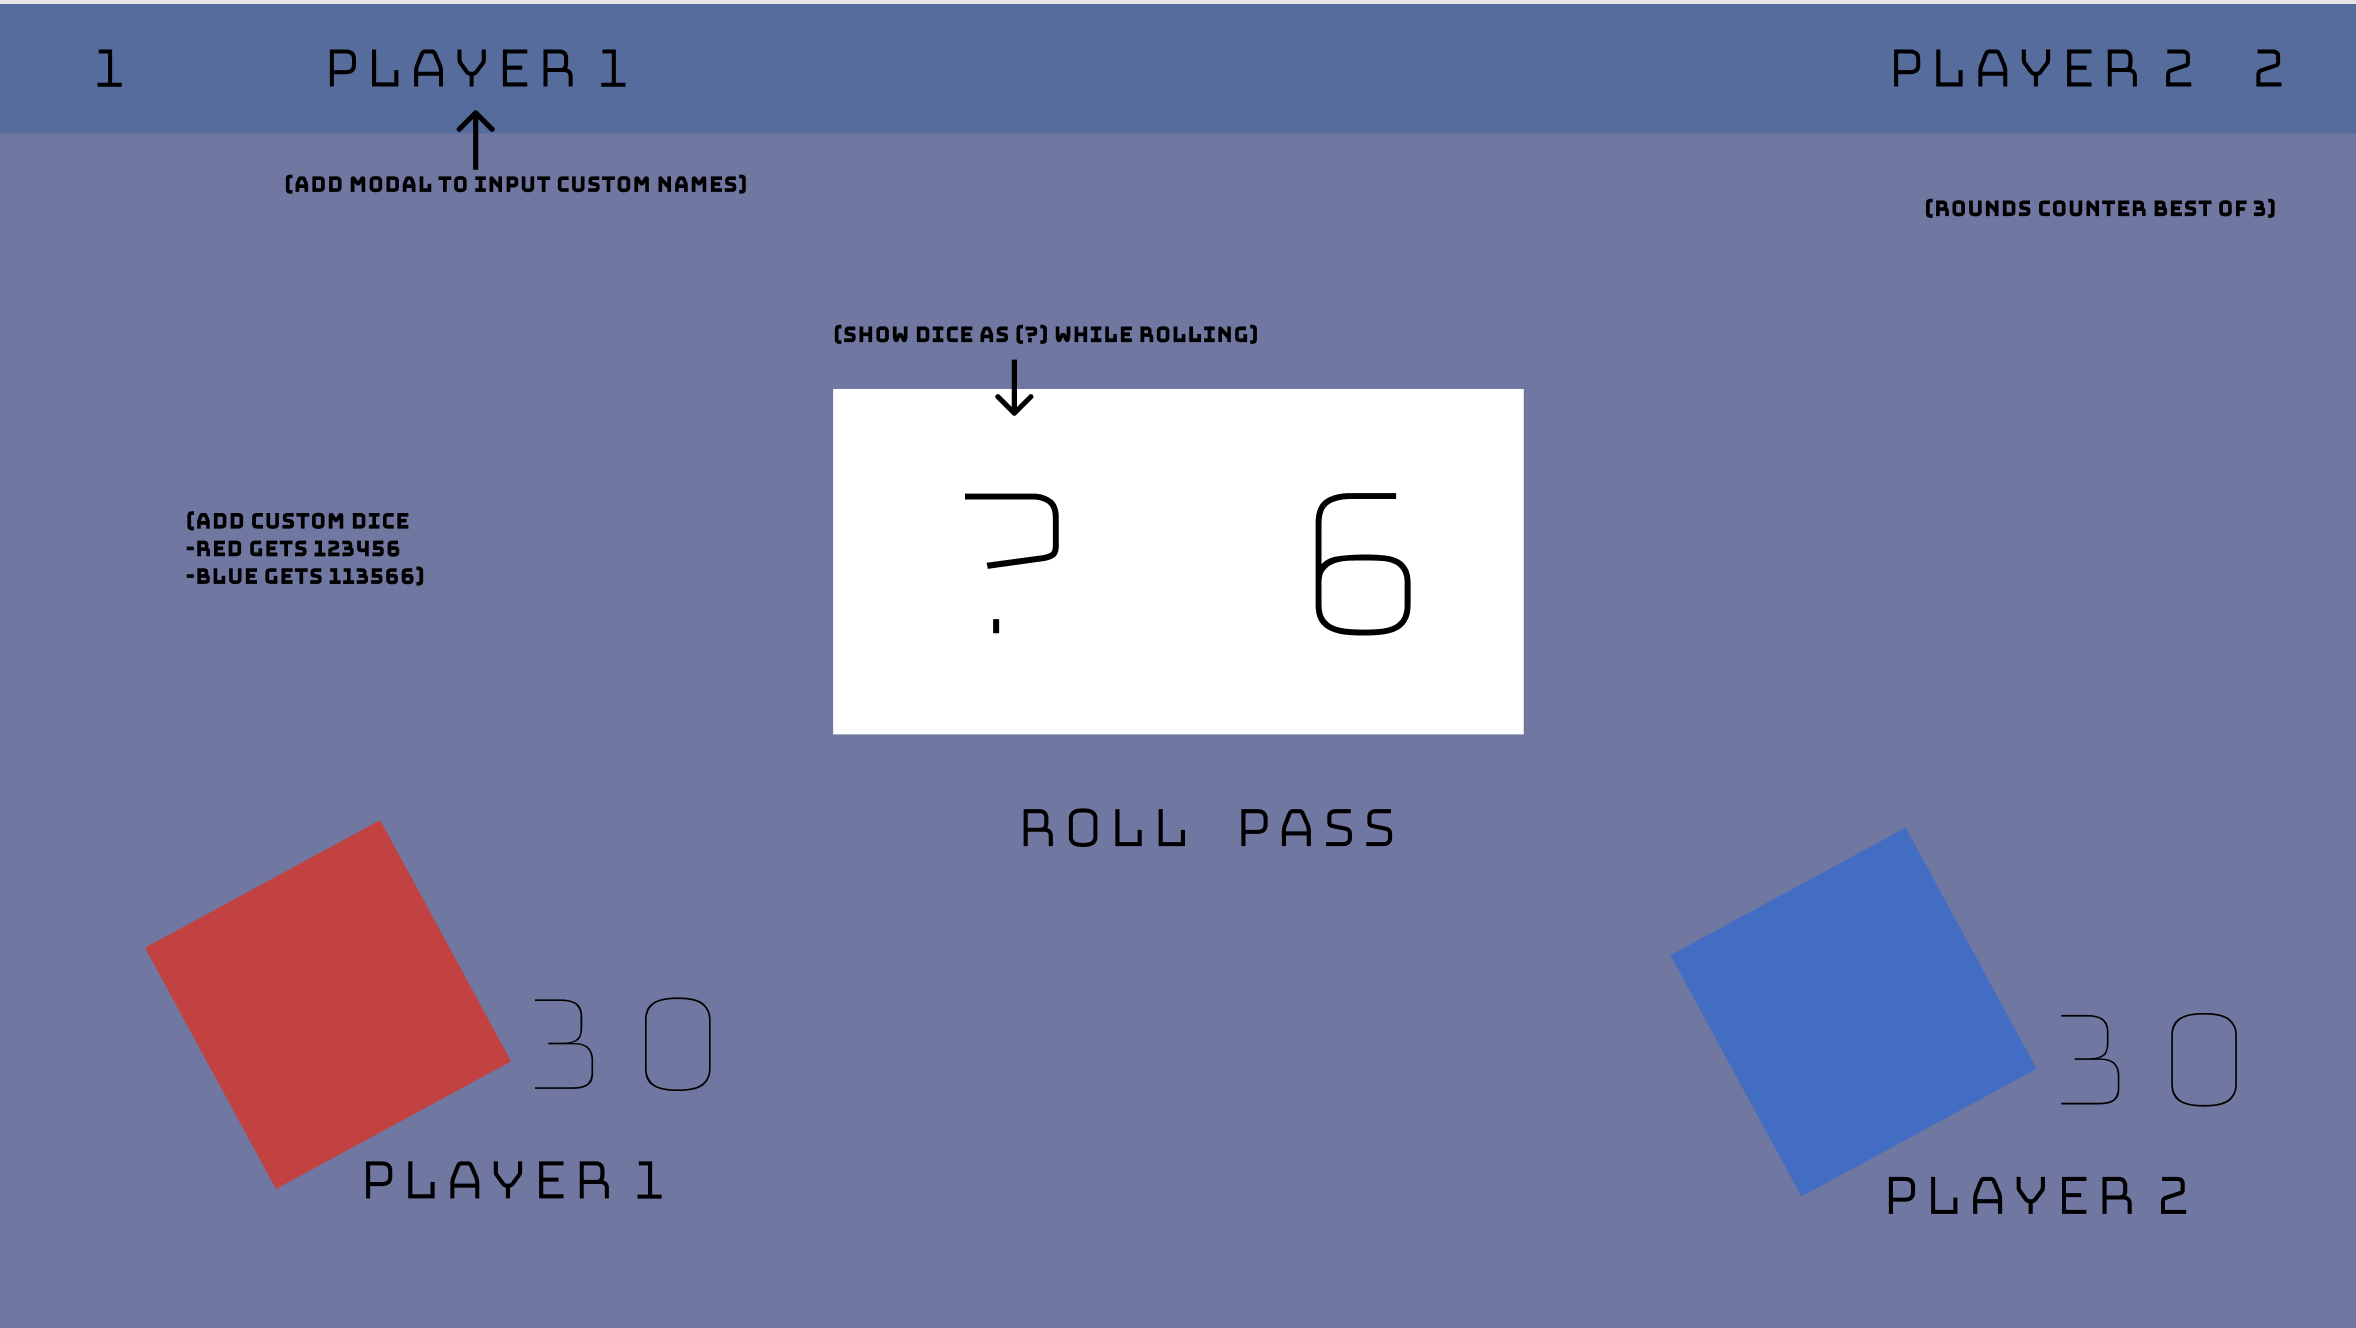 1 PLAYER 1 PLAYER 2 2
(ADD MODAL TO INPUT CUSTOM NAMES)
(ROUNDS COUNTER BEST OF 3)
(SHOW DICE AS (?) WHILE ROLLING)
? 6
(ADD CUSTOM DICE
-RED GETS 123456
-BLUE GETS 113566)
ROLL PASS
30
PLAYER 1
30
PLAYER 2